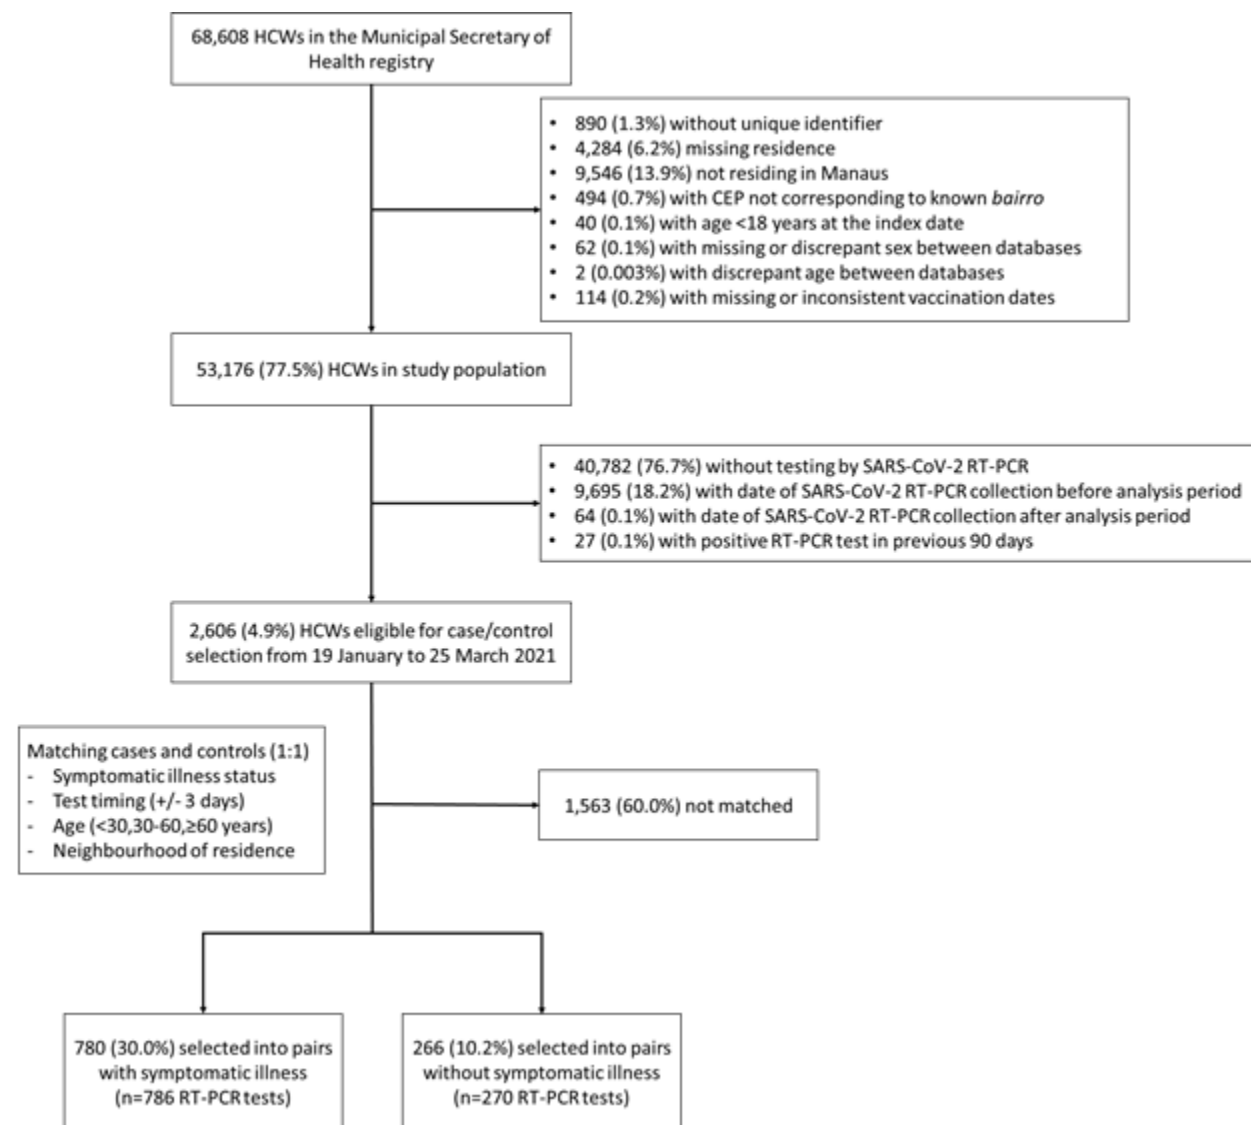 68,608 HCWs in the Municipal Secretary of
Health registry
• 890 (1.3%) without unique identifier
• 4,284 (6.2%) missing residence
• 9,546 (13.9%) not residing in Manaus
• 494 (0.7%) with CEP not corresponding to known bairro
• 40 (0.1%) with age <18 years at the index date
• 62 (0.1%) with missing or discrepant sex between databases
• 2 (0.003%) with discrepant age between databases
• 114 (0.2%) with missing or inconsistent vaccination dates
53,176 (77.5%) HCWs in study population
• 40,782 (76.7%) without testing by SARS-CoV-2 RT-PCR
• 9,695 (18.2%) with date of SARS-CoV-2 RT-PCR collection before analysis period
• 64 (0.1%) with date of SARS-CoV-2 RT-PCR collection after analysis period
• 27 (0.1%) with positive RT-PCR test in previous 90 days
2,606 (4.9%) HCWs eligible for case/control
selection from 19 January to 25 March 2021
Matching cases and controls (1:1)
- Symptomatic illness status
- Test timing (+/- 3 days)
- Age (<30,30-60,≥60 years)
- Neighbourhood of residence
1,563 (60.0%) not matched
780 (30.0%) selected into pairs
with symptomatic illness
(n=786 RT-PCR tests)
266 (10.2%) selected into pairs
without symptomatic illness
(n=270 RT-PCR tests)